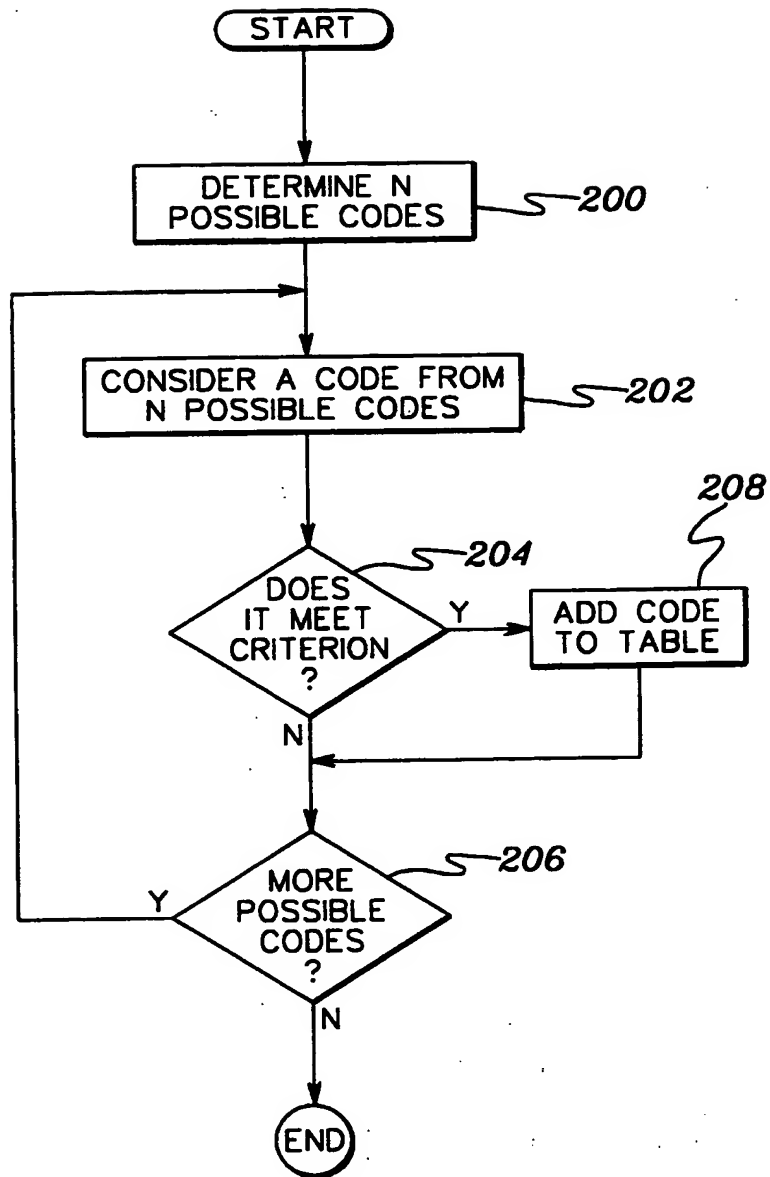 START
DETERMINE N
POSSIBLE CODES
200
CONSIDER A CODE FROM
N POSSIBLE CODES
202
204
DOES
IT MEET
CRITERION
?
Y
N
208
ADD CODE
TO TABLE
206
MORE
POSSIBLE
CODES
?
Y
N
END